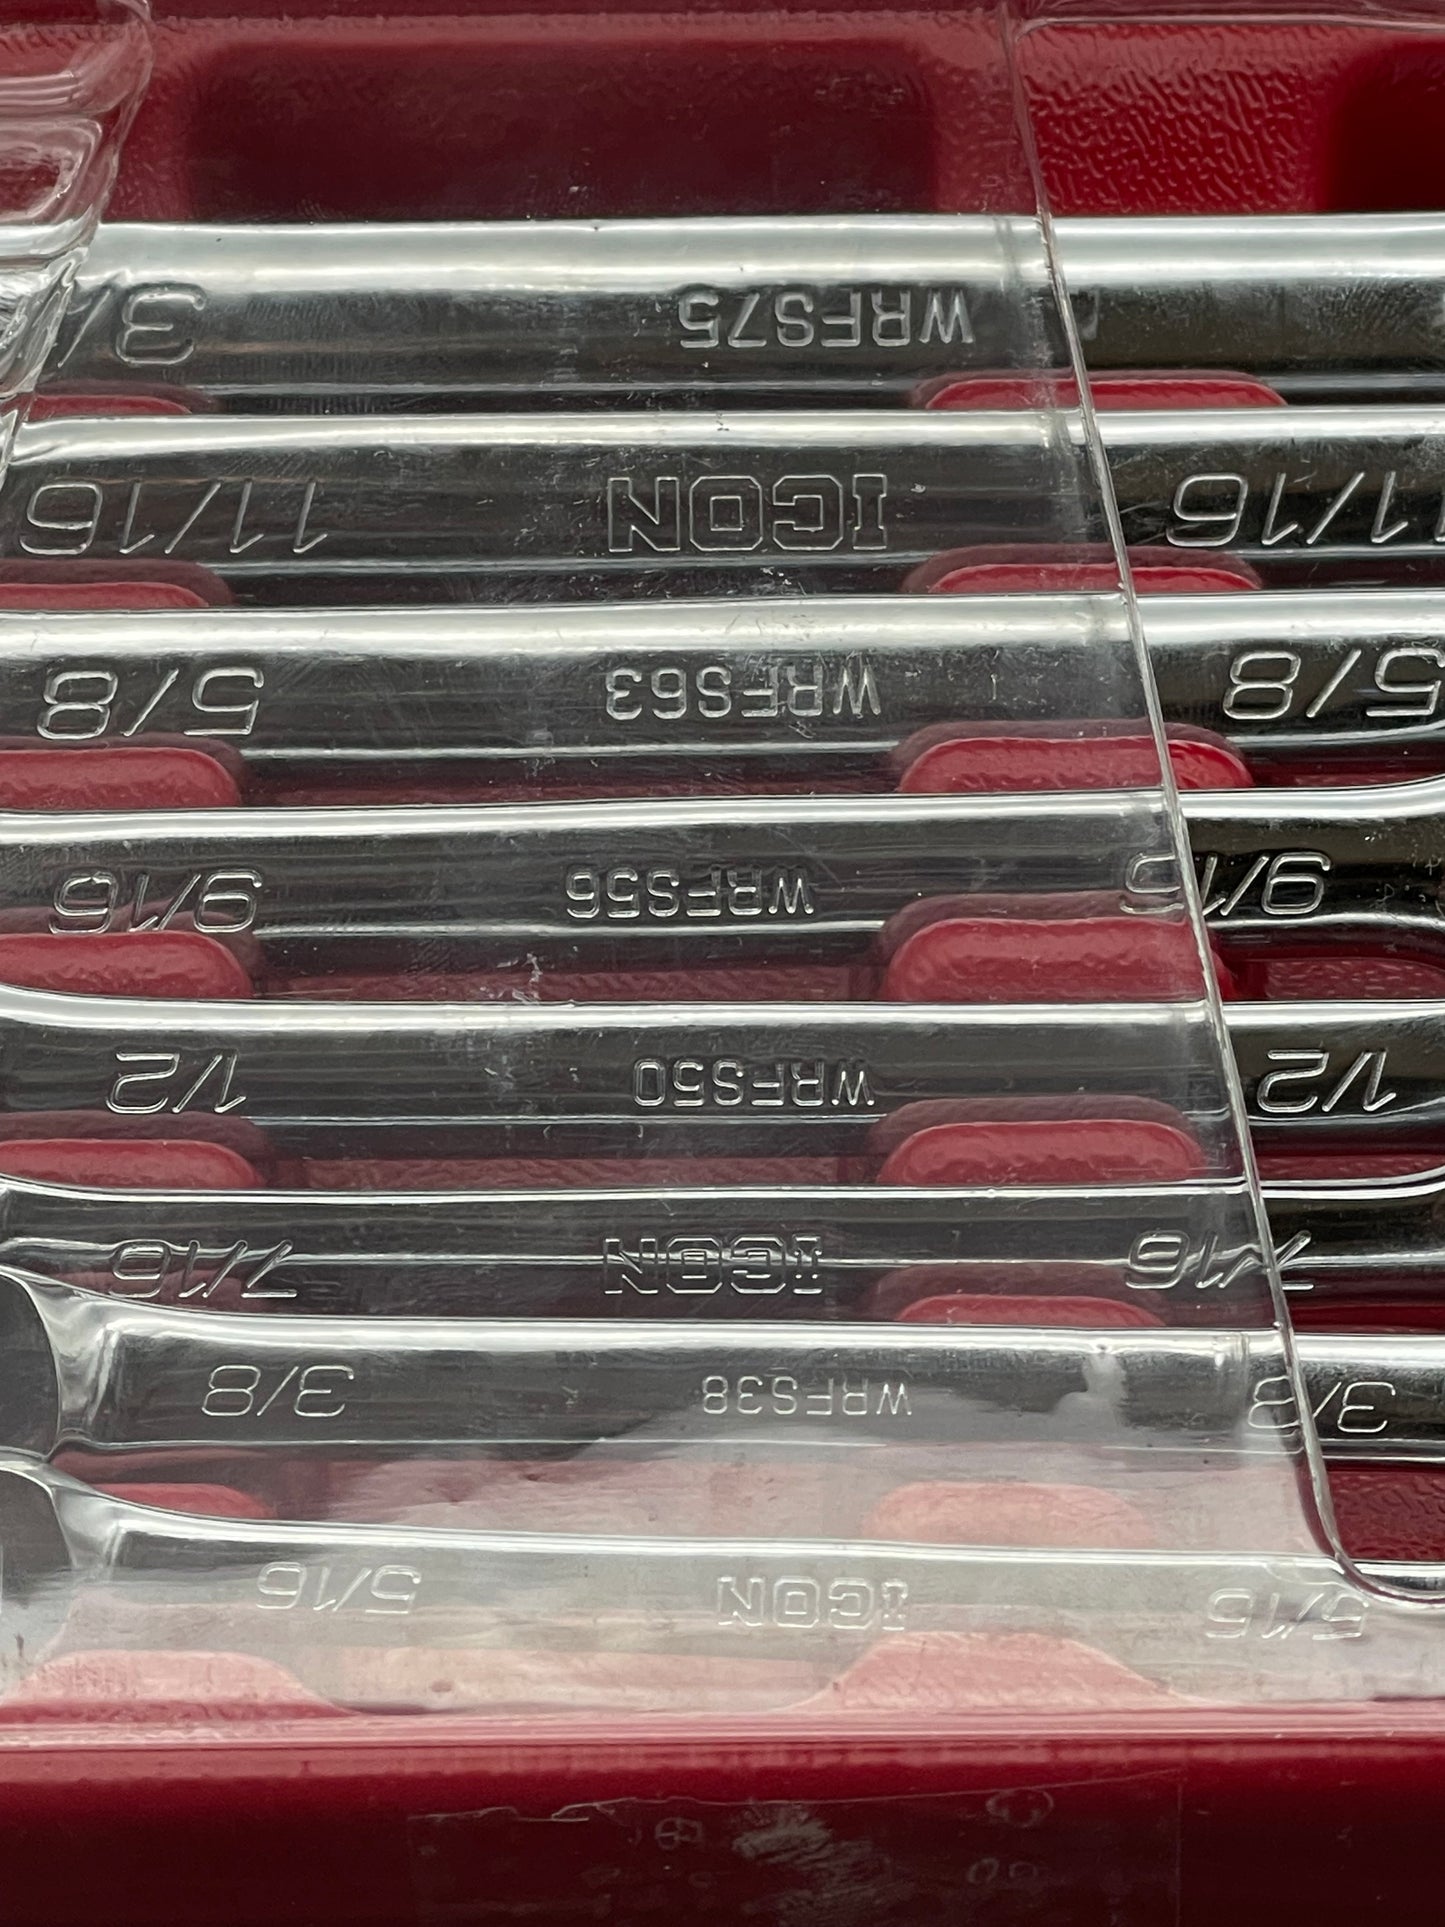 5/16 ICON 5/16
3/8 WRFS38 3/8
7/16 ICON 7/16
1/2 WRFS50 1/2
9/16 WRFS56 9/16
5/8 WRFS63 5/8
11/16 ICON 11/16
WRFS75 3/